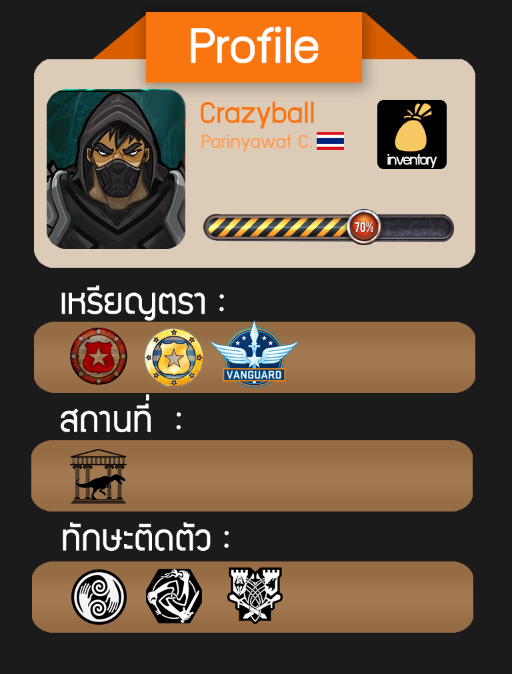 Profile
Crazyball
Parinyawat C.
inventory
70%
เหรียญตรา :
VANGUARD
สถานที่ :
ทักษะติดตัว :